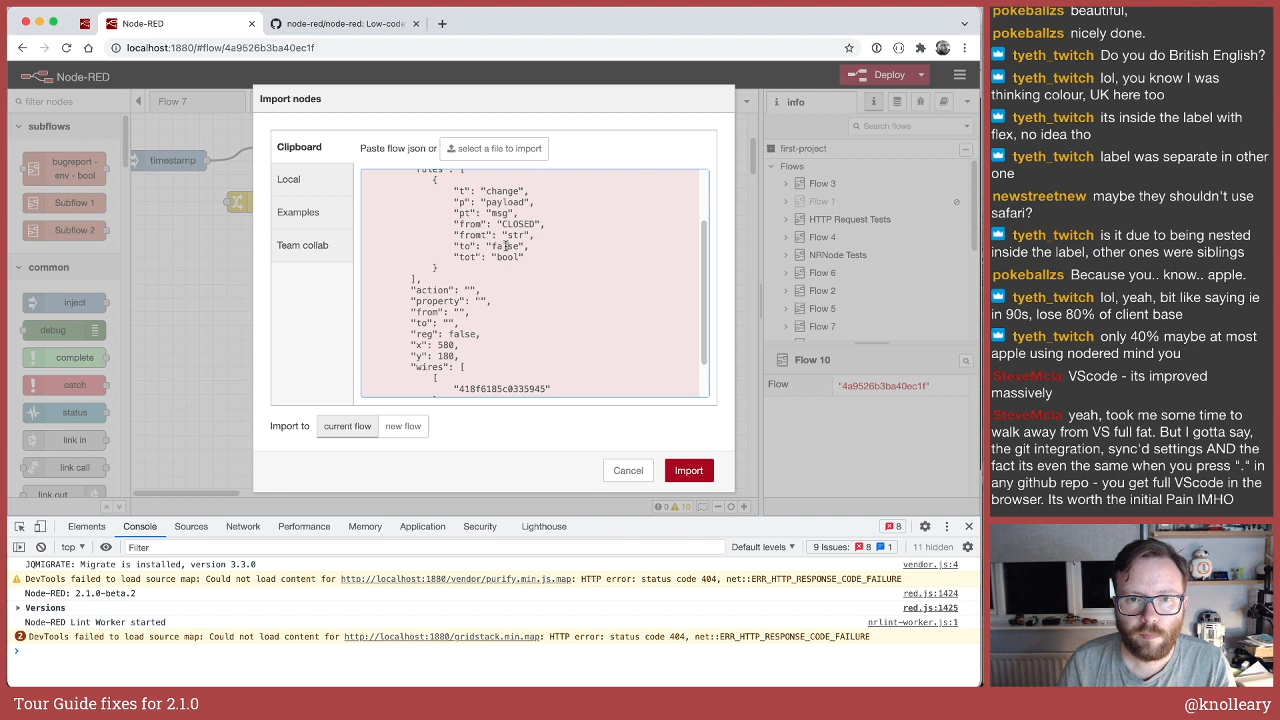 Node-RED
node-red/node-red: Low-code
localhost:1880/#flow/4a9526b3ba40ec1f
Node-RED
Deploy
filter nodes
Flow 7
subflows
bugreport -
env - bool
Subflow 1
Subflow 2
common
inject
debug
complete
catch
status
link in
link call
link out
timestamp
Import nodes
Clipboard
Local
Examples
Team collab
Paste flow json or
select a file to import
"rules": [
{
"t": "change",
"p": "payload",
"pt": "msg",
"from": "CLOSED",
"fromt": "str",
"to": "false",
"tot": "bool"
}
],
"action": "",
"property": "",
"from": "",
"to": "",
"reg": false,
"x": 580,
"y": 180,
"wires": [
[
"418f6185c0335945"
Import to
current flow
new flow
Cancel
Import
info
Search flows
first-project
Flows
Flow 3
Flow 1
HTTP Request Tests
Flow 4
NRNode Tests
Flow 6
Flow 2
Flow 5
Flow 7
Flow 10
Flow
"4a9526b3ba40ec1f"
0
10
Elements
Console
Sources
Network
Performance
Memory
Application
Security
Lighthouse
8
top
Filter
Default levels
9 Issues: 8 1
11 hidden
JQMIGRATE: Migrate is installed, version 3.3.0
vendor.js:4
DevTools failed to load source map: Could not load content for http://localhost:1880/vendor/purify.min.js.map: HTTP error: status code 404, net::ERR_HTTP_RESPONSE_CODE_FAILURE
Node-RED: 2.1.0-beta.2
red.js:1424
Versions
red.js:1425
Node-RED Lint Worker started
nrlint-worker.js:1
2 DevTools failed to load source map: Could not load content for http://localhost:1880/gridstack.min.map: HTTP error: status code 404, net::ERR_HTTP_RESPONSE_CODE_FAILURE
pokeballzs beautiful,
pokeballzs nicely done.
tyeth_twitch Do you do British English?
tyeth_twitch lol, you know I was
thinking colour, UK here too
tyeth_twitch its inside the label with
flex, no idea tho
tyeth_twitch label was separate in other
one
newstreetnew maybe they shouldn't use
safari?
tyeth_twitch is it due to being nested
inside the label, other ones were siblings
pokeballzs Because you.. know.. apple.
tyeth_twitch lol, yeah, bit like saying ie
in 90s, lose 80% of client base
tyeth_twitch only 40% maybe at most
apple using nodered mind you
SteveMcla VScode - its improved
massively
SteveMcla yeah, took me some time to
walk away from VS full fat. But I gotta say,
the git integration, sync'd settings AND the
fact its even the same when you press "." in
any github repo - you get full VScode in the
browser. Its worth the initial Pain IMHO
Tour Guide fixes for 2.1.0
@knolleary